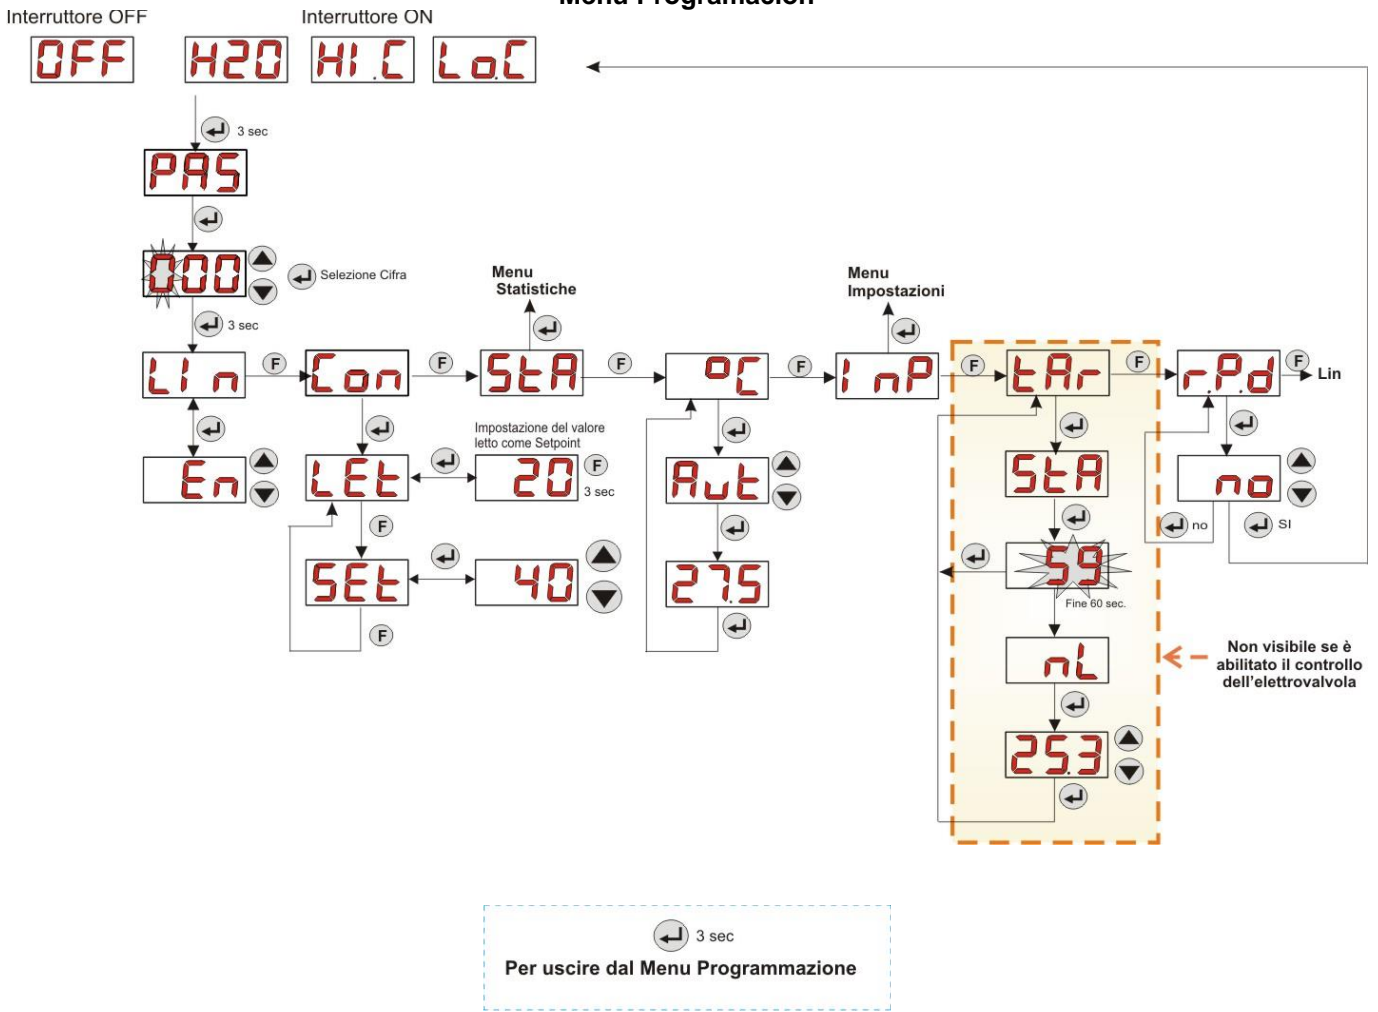 Menu Programación
Interruttore OFF
Interruttore ON
OFF
H2O
HI.C
Lo.C
3 sec
PAS
000
Selezione Cifra
3 sec
Menu
Statistiche
Menu
Impostazioni
LIn
F
Con
F
StA
F
°C
F
InP
F
tAr
F
r.P.d
F
Lin
En
Impostazione del valore
letto come Setpoint
LEt
20
F
3 sec
F
SEt
40
F
Aut
27.5
StA
59
Fine 60 sec.
nL
25.3
no
no
SI
Non visibile se è
abilitato il controllo
dell'elettrovalvola
3 sec
Per uscire dal Menu Programmazione